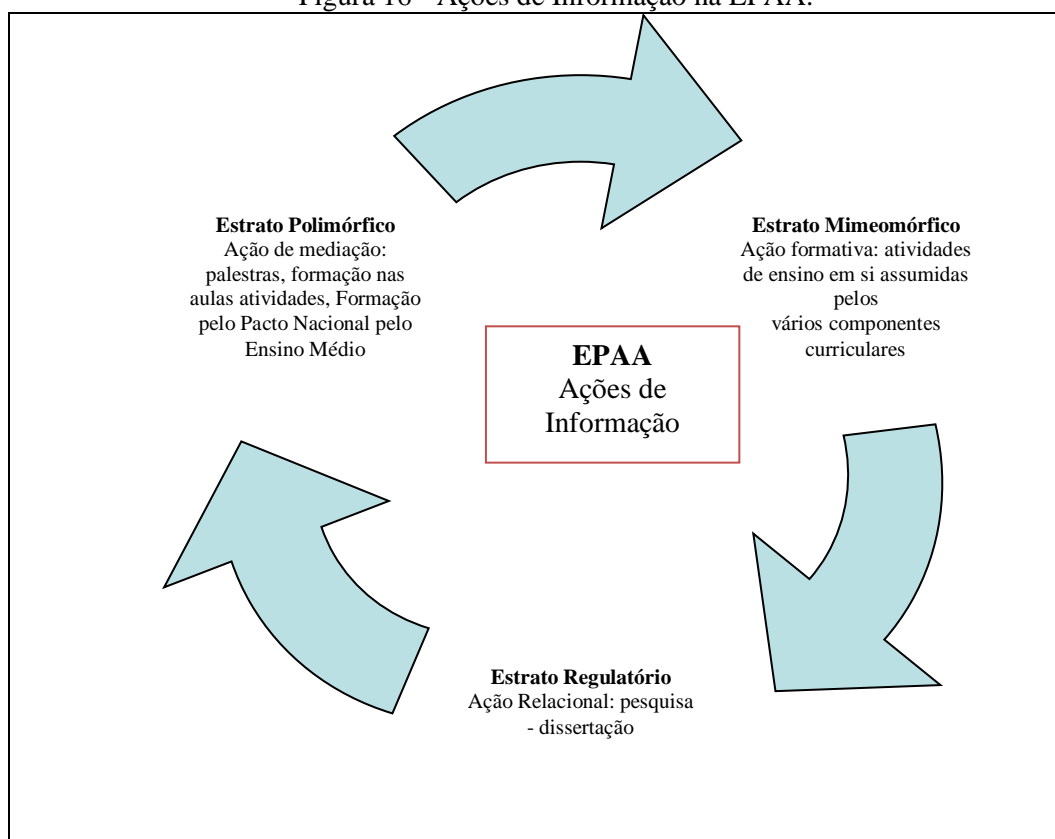 Figura 16 - Ações de Informação na EPAA.
Estrato Polimórfico
Ação de mediação:
palestras, formação nas
aulas atividades, Formação
pelo Pacto Nacional pelo
Ensino Médio
Estrato Mimeomórfico
Ação formativa: atividades
de ensino em si assumidas
pelos
vários componentes
curriculares
EPAA
Ações de
Informação
Estrato Regulatório
Ação Relacional: pesquisa
- dissertação